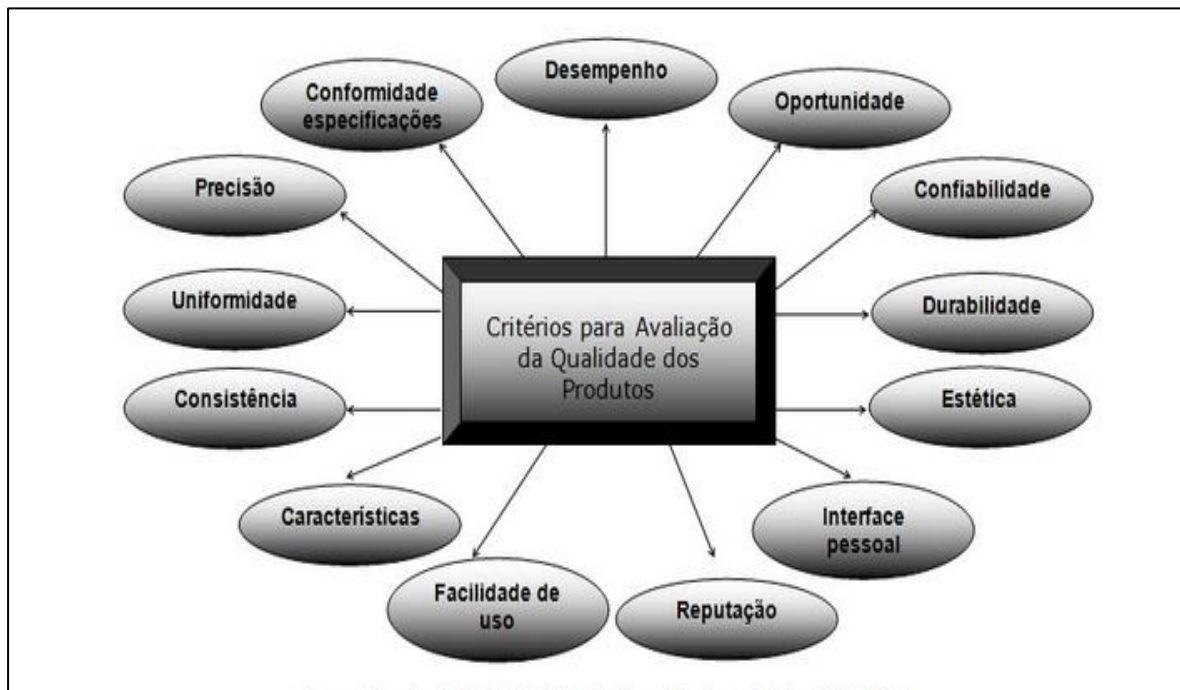 Desempenho
Conformidade
especificações
Oportunidade
Precisão
Confiabilidade
Uniformidade
Durabilidade
Critérios para Avaliação
da Qualidade dos
Produtos
Consistência
Estética
Características
Interface
pessoal
Facilidade de
uso
Reputação